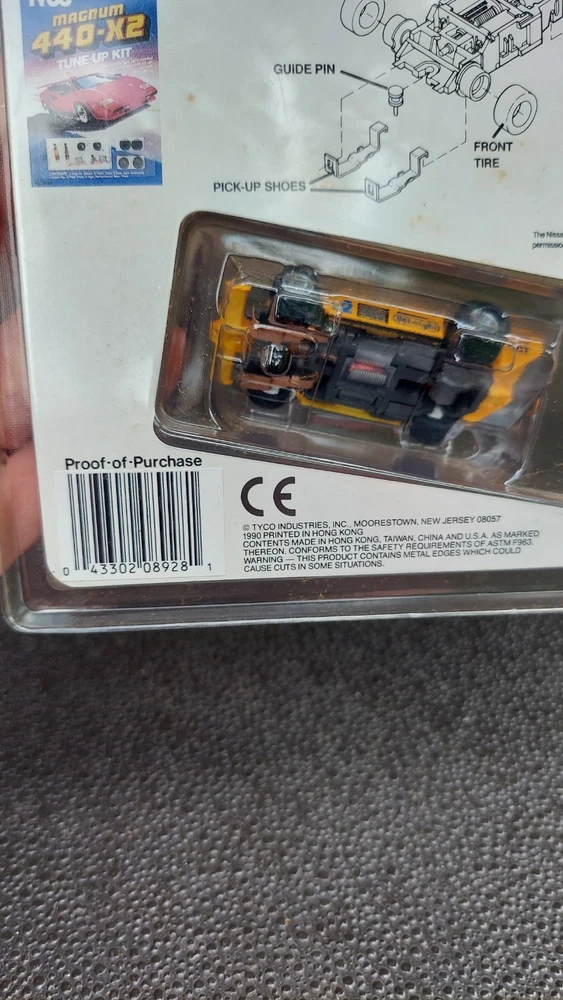 MAGNUM
440-X2
TUNE-UP KIT
GUIDE PIN
FRONT
TIRE
PICK-UP SHOES
The Nissa
permissio
Proof-of-Purchase
0 43302 08928 1
CE
© TYCO INDUSTRIES, INC., MOORESTOWN, NEW JERSEY 08057
1990 PRINTED IN HONG KONG
CONTENTS MADE IN HONG KONG, TAIWAN, CHINA AND U.S.A. AS MARKED
THEREON. CONFORMS TO THE SAFETY REQUIREMENTS OF ASTM F963.
WARNING — THIS PRODUCT CONTAINS METAL EDGES WHICH COULD
CAUSE CUTS IN SOME SITUATIONS.